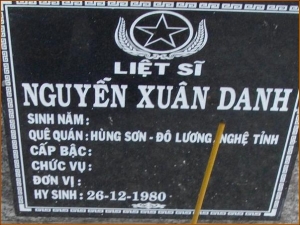 LIỆT SĨ
NGUYỄN XUÂN DANH
SINH NĂM :
QUÊ QUÁN : HÙNG SƠN - ĐÔ LƯƠNG, NGHỆ TĨNH
CẤP BẬC :
CHỨC VỤ :
ĐƠN VỊ :
HY SINH : 26-12-1980